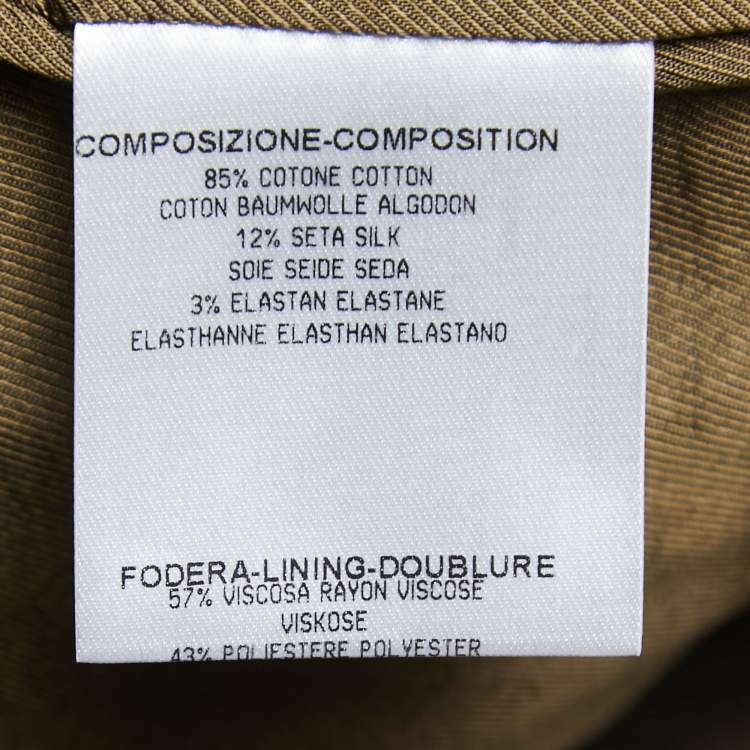 COMPOSIZIONE-COMPOSITION
85% COTONE COTTON
COTON BAUMWOLLE ALGODON
12% SETA SILK
SOIE SEIDE SEDA
3% ELASTAN ELASTANE
ELASTHANNE ELASTHAN ELASTANO
FODERA-LINING-DOUBLURE
57% VISCOSA RAYON VISCOSE
VISKOSE
43% POLIESTERE POLYESTER